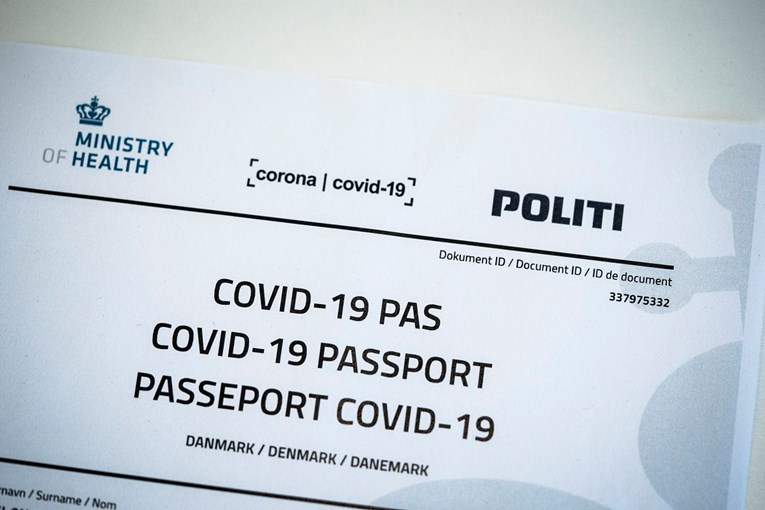 MINISTRY
OF HEALTH
corona | covid-19
POLITI
Dokument ID / Document ID / ID de document
337975332
COVID-19 PAS
COVID-19 PASSPORT
PASSEPORT COVID-19
DANMARK / DENMARK / DANEMARK
rnavn / Surname / Nom